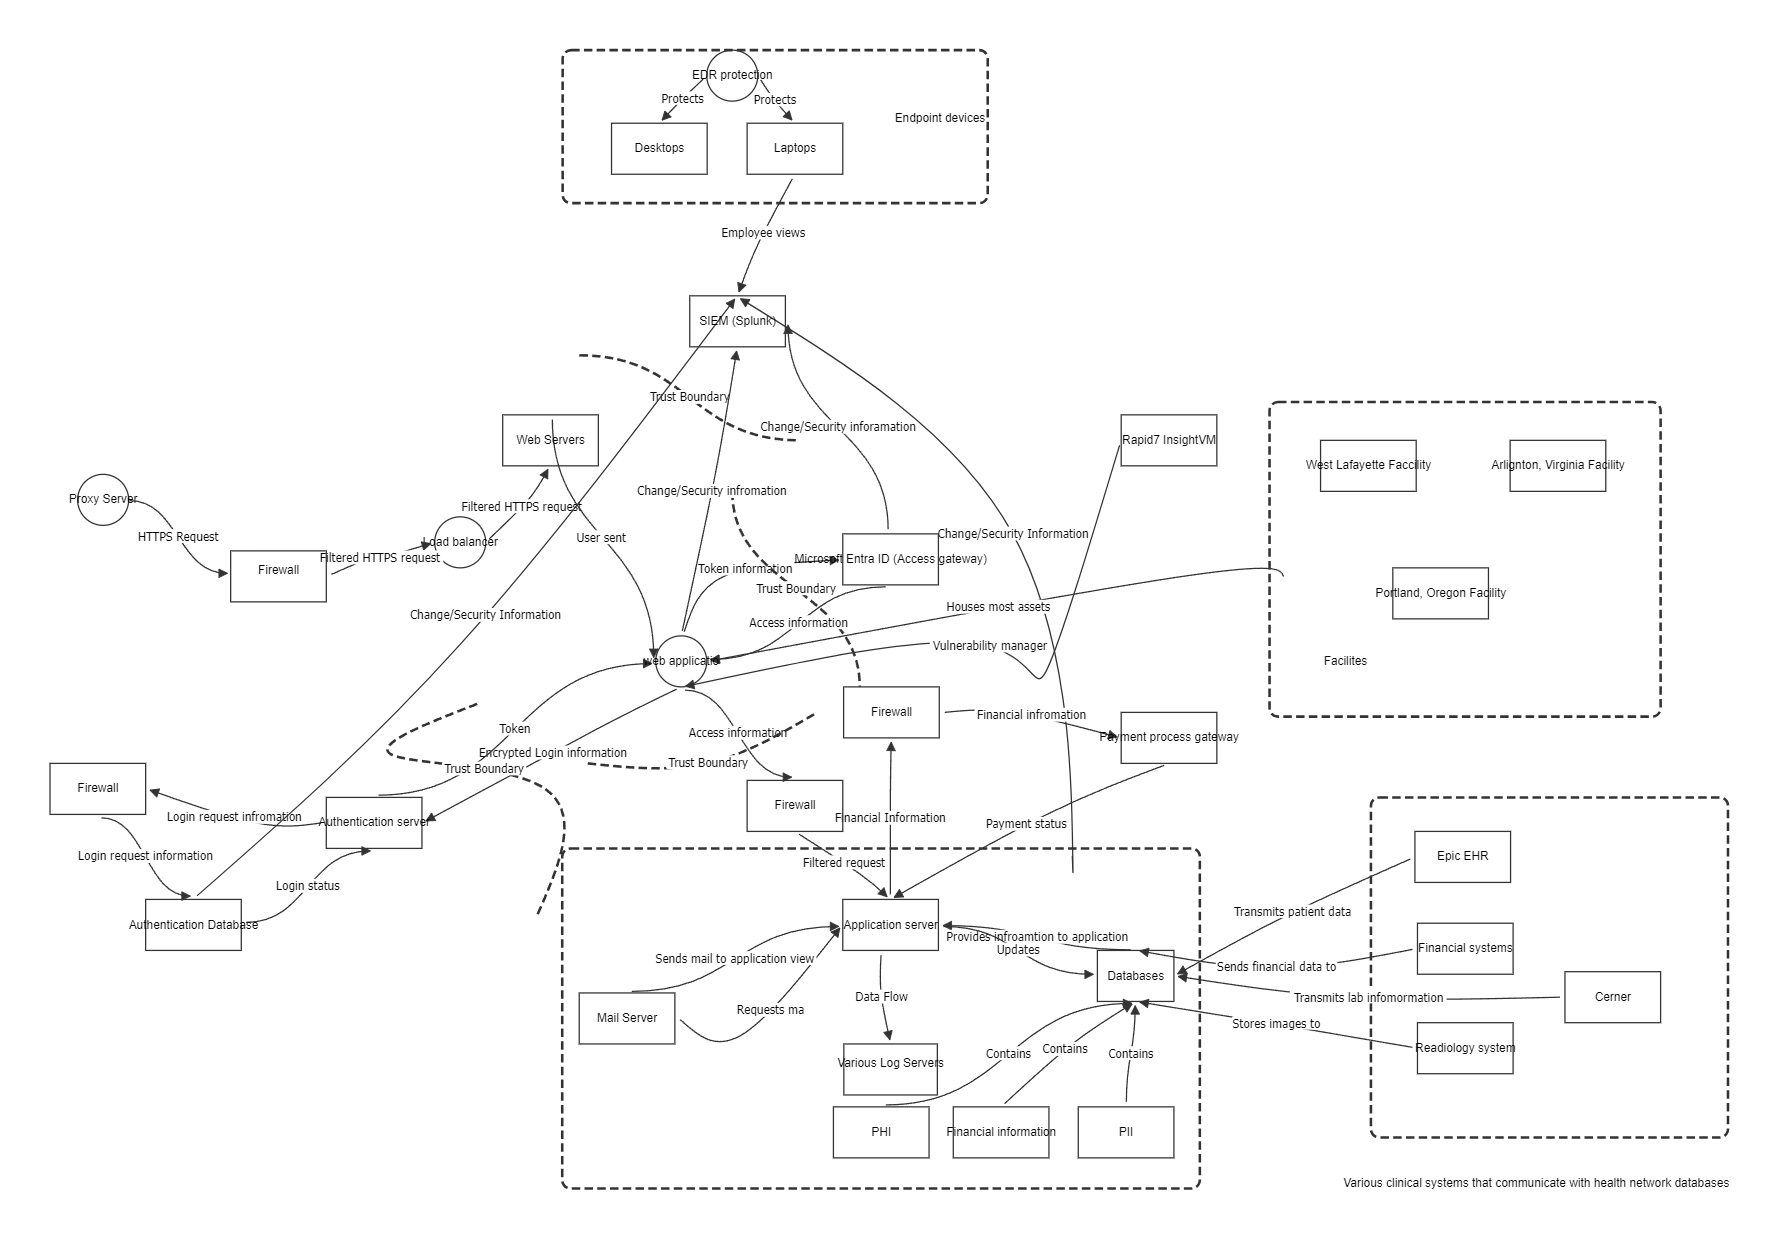 EDR protection
Protects
Protects
Endpoint devices
Desktops
Laptops
Employee views
SIEM (Splunk)
Trust Boundary
Change/Security inforamation
Web Servers
Rapid7 InsightVM
West Lafayette Faccility
Arlignton, Virginia Facility
Proxy Server
Change/Security infromation
Filtered HTTPS request
HTTPS Request
User sent
Change/Security Information
Load balancer
Filtered HTTPS request
Firewall
Microsoft Entra ID (Access gateway)
Token information
Trust Boundary
Portland, Oregon Facility
Houses most assets
Change/Security Information
Access information
Vulnerability manager
web applicatio
Facilites
Firewall
Financial infromation
Token
Access information
Payment process gateway
Encrypted Login information
Trust Boundary
Trust Boundary
Firewall
Firewall
Login request infromation
Authentication server
Financial Information
Payment status
Login request information
Filtered request
Epic EHR
Login status
Transmits patient data
Authentication Database
Application server
Provides infroamtion to application
Updates
Financial systems
Sends mail to application view
Sends financial data to
Databases
Data Flow
Transmits lab infomormation
Cerner
Requests ma
Mail Server
Stores images to
Contains
Contains
Contains
Readiology system
Various Log Servers
PHI
Financial information
PII
Various clinical systems that communicate with health network databases